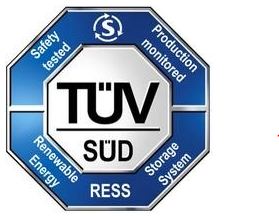 Safety
tested
S
Production
monitored
TÜV
SÜD
Renewable
Energy
RESS
Storage
System